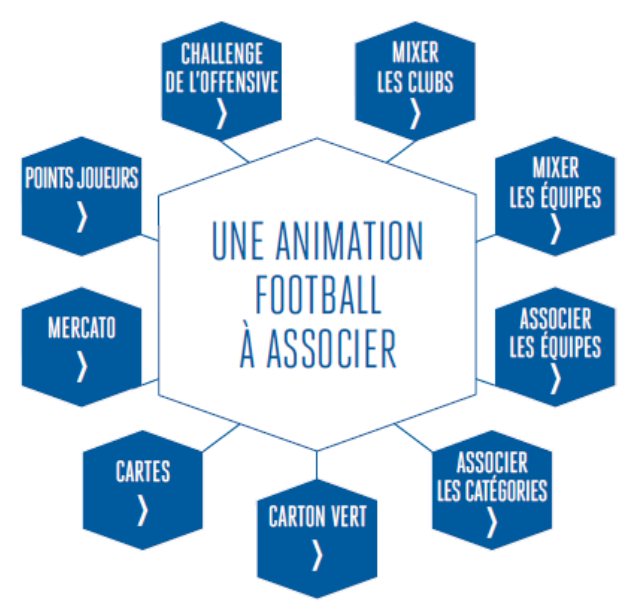 CHALLENGE
DE L'OFFENSIVE
MIXER
LES CLUBS
POINTS JOUEURS
MIXER
LES ÉQUIPES
UNE ANIMATION
FOOTBALL
À ASSOCIER
MERCATO
ASSOCIER
LES ÉQUIPES
CARTES
ASSOCIER
LES CATÉGORIES
CARTON VERT